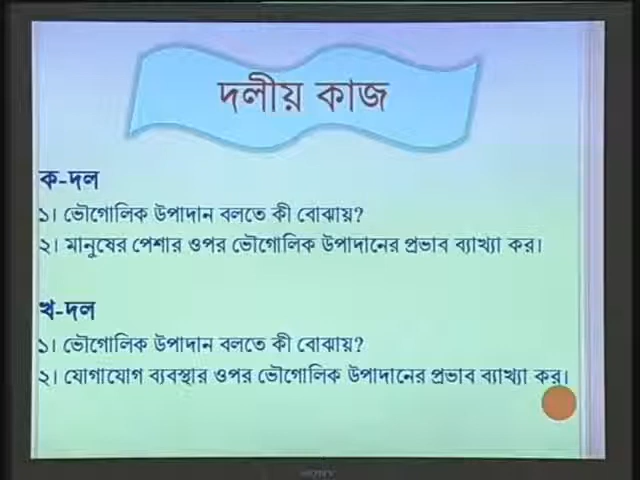 দলীয় কাজ
ক-দল
১। ভৌগোলিক উপাদান বলতে কী বোঝায়?
২। মানুষের পেশার ওপর ভৌগোলিক উপাদানের প্রভাব ব্যাখ্যা কর।
খ-দল
১। ভৌগোলিক উপাদান বলতে কী বোঝায়?
২। যোগাযোগ ব্যবস্থার ওপর ভৌগোলিক উপাদানের প্রভাব ব্যাখ্যা কর।